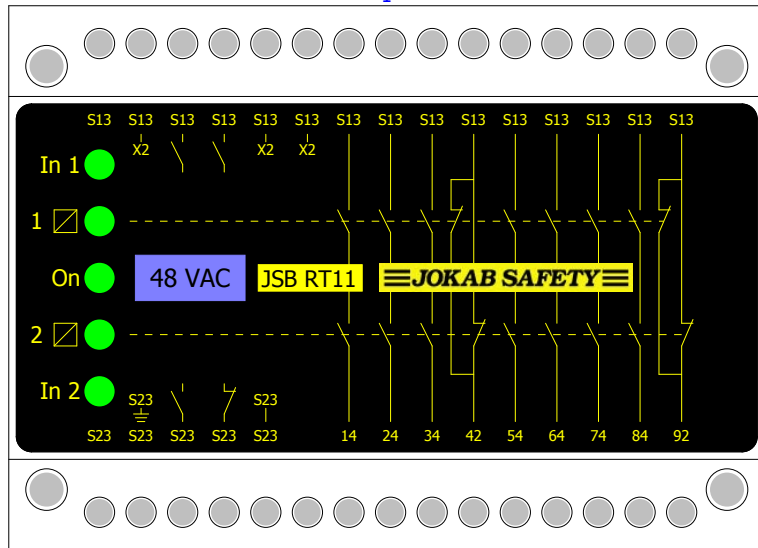 S13 S13 S13 S13 S13 S13 S13 S13 S13 S13 S13 S13 S13 S13 S13
X2 X2 X2
In 1
1
On 48 VAC JSB RT11 JOKAB SAFETY
2
In 2
S23 S23
S23 S23 S23 S23 S23 14 24 34 42 54 64 74 84 92